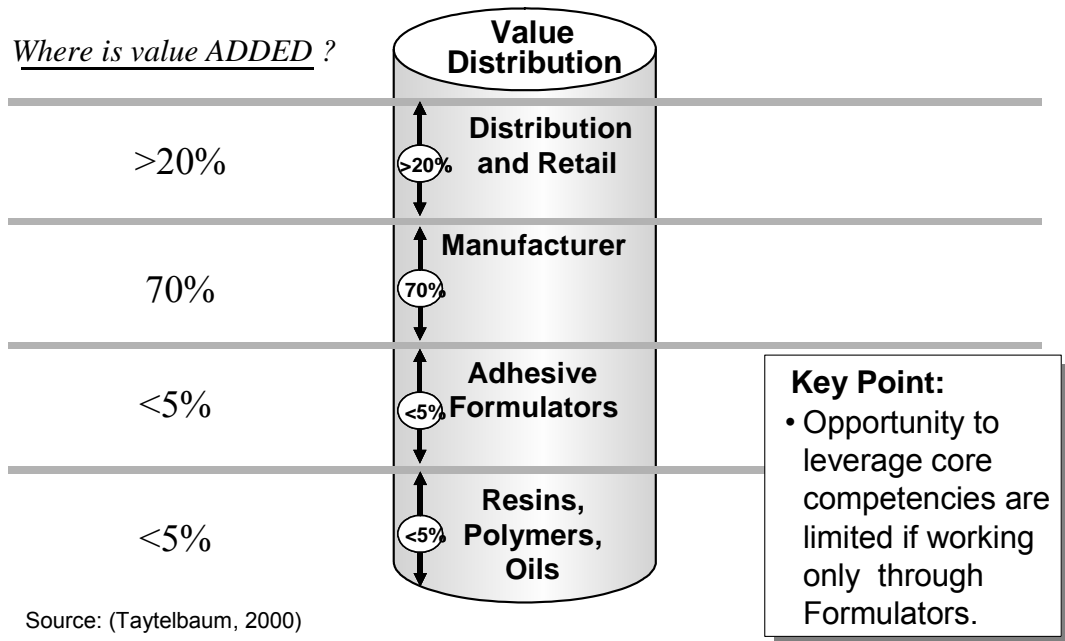 Where is value ADDED ?
Value
Distribution
>20%
>20%
Distribution
and Retail
70%
70%
Manufacturer
<5%
<5%
Adhesive
Formulators
<5%
<5%
Resins,
Polymers,
Oils
Key Point:
• Opportunity to
leverage core
competencies are
limited if working
only through
Formulators.
Source: (Taytelbaum, 2000)